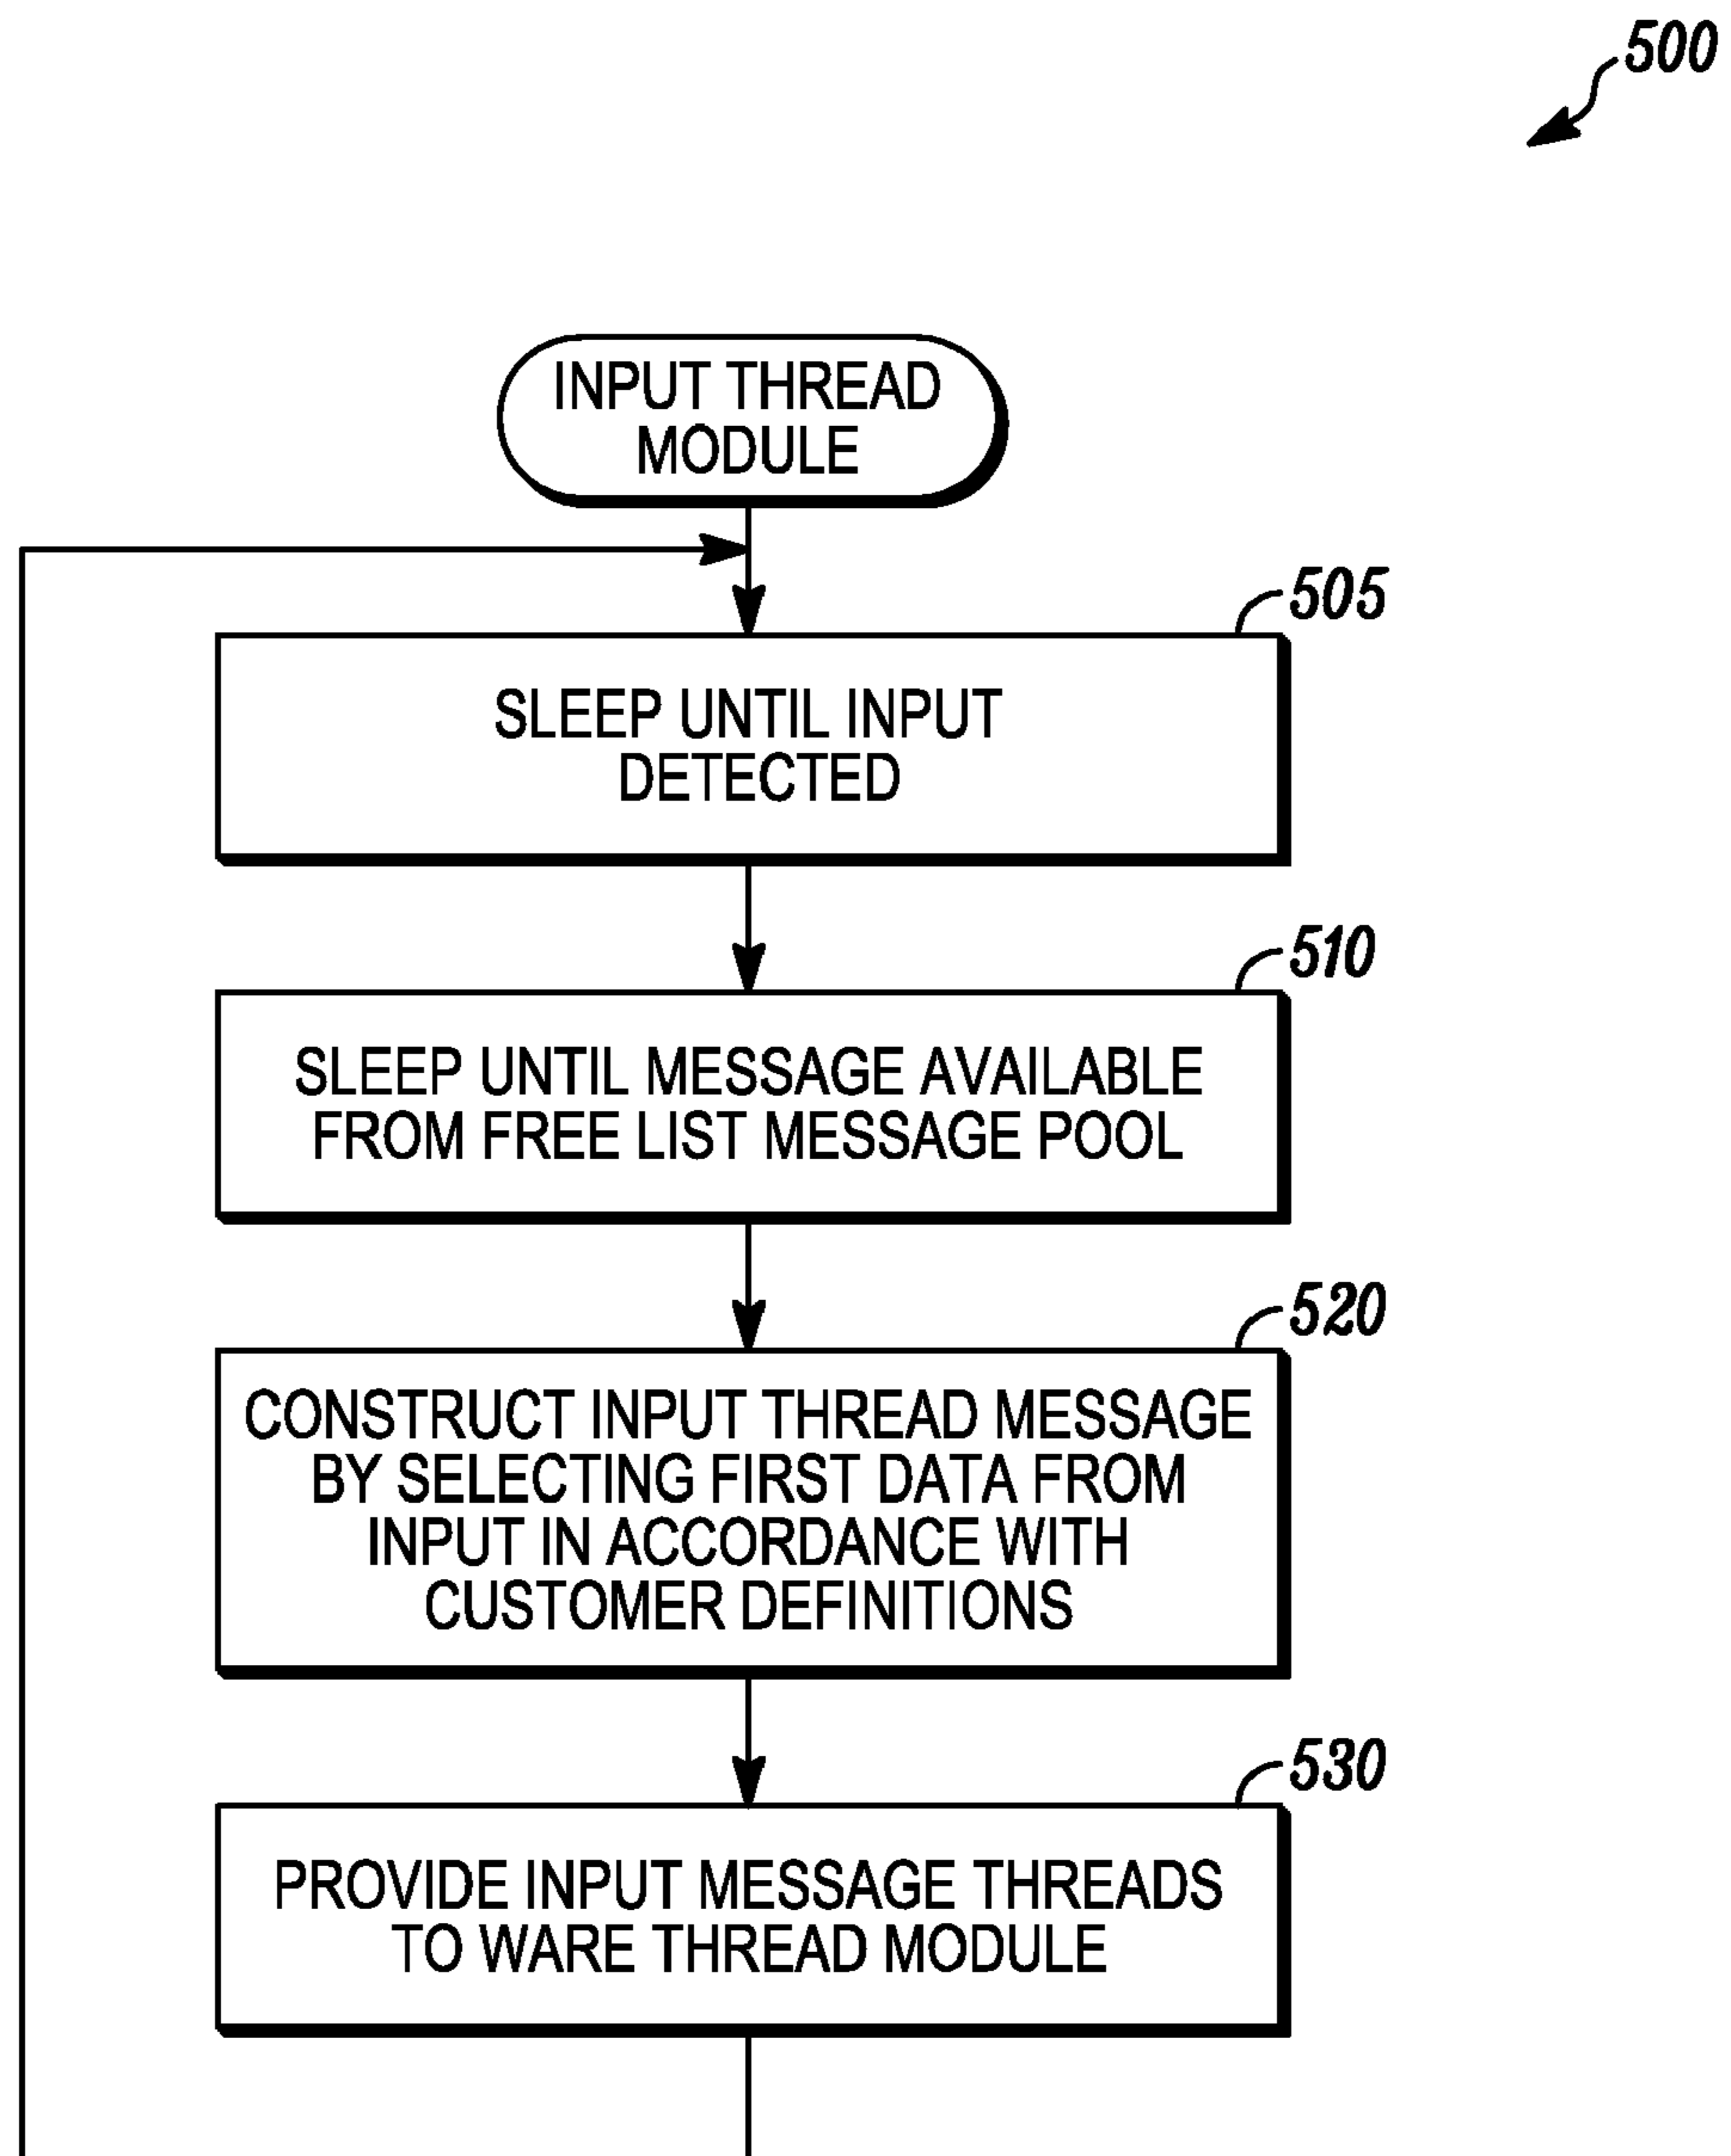 500
INPUT THREAD
MODULE
505
SLEEP UNTIL INPUT
DETECTED
510
SLEEP UNTIL MESSAGE AVAILABLE
FROM FREE LIST MESSAGE POOL
520
CONSTRUCT INPUT THREAD MESSAGE
BY SELECTING FIRST DATA FROM
INPUT IN ACCORDANCE WITH
CUSTOMER DEFINITIONS
530
PROVIDE INPUT MESSAGE THREADS
TO WARE THREAD MODULE